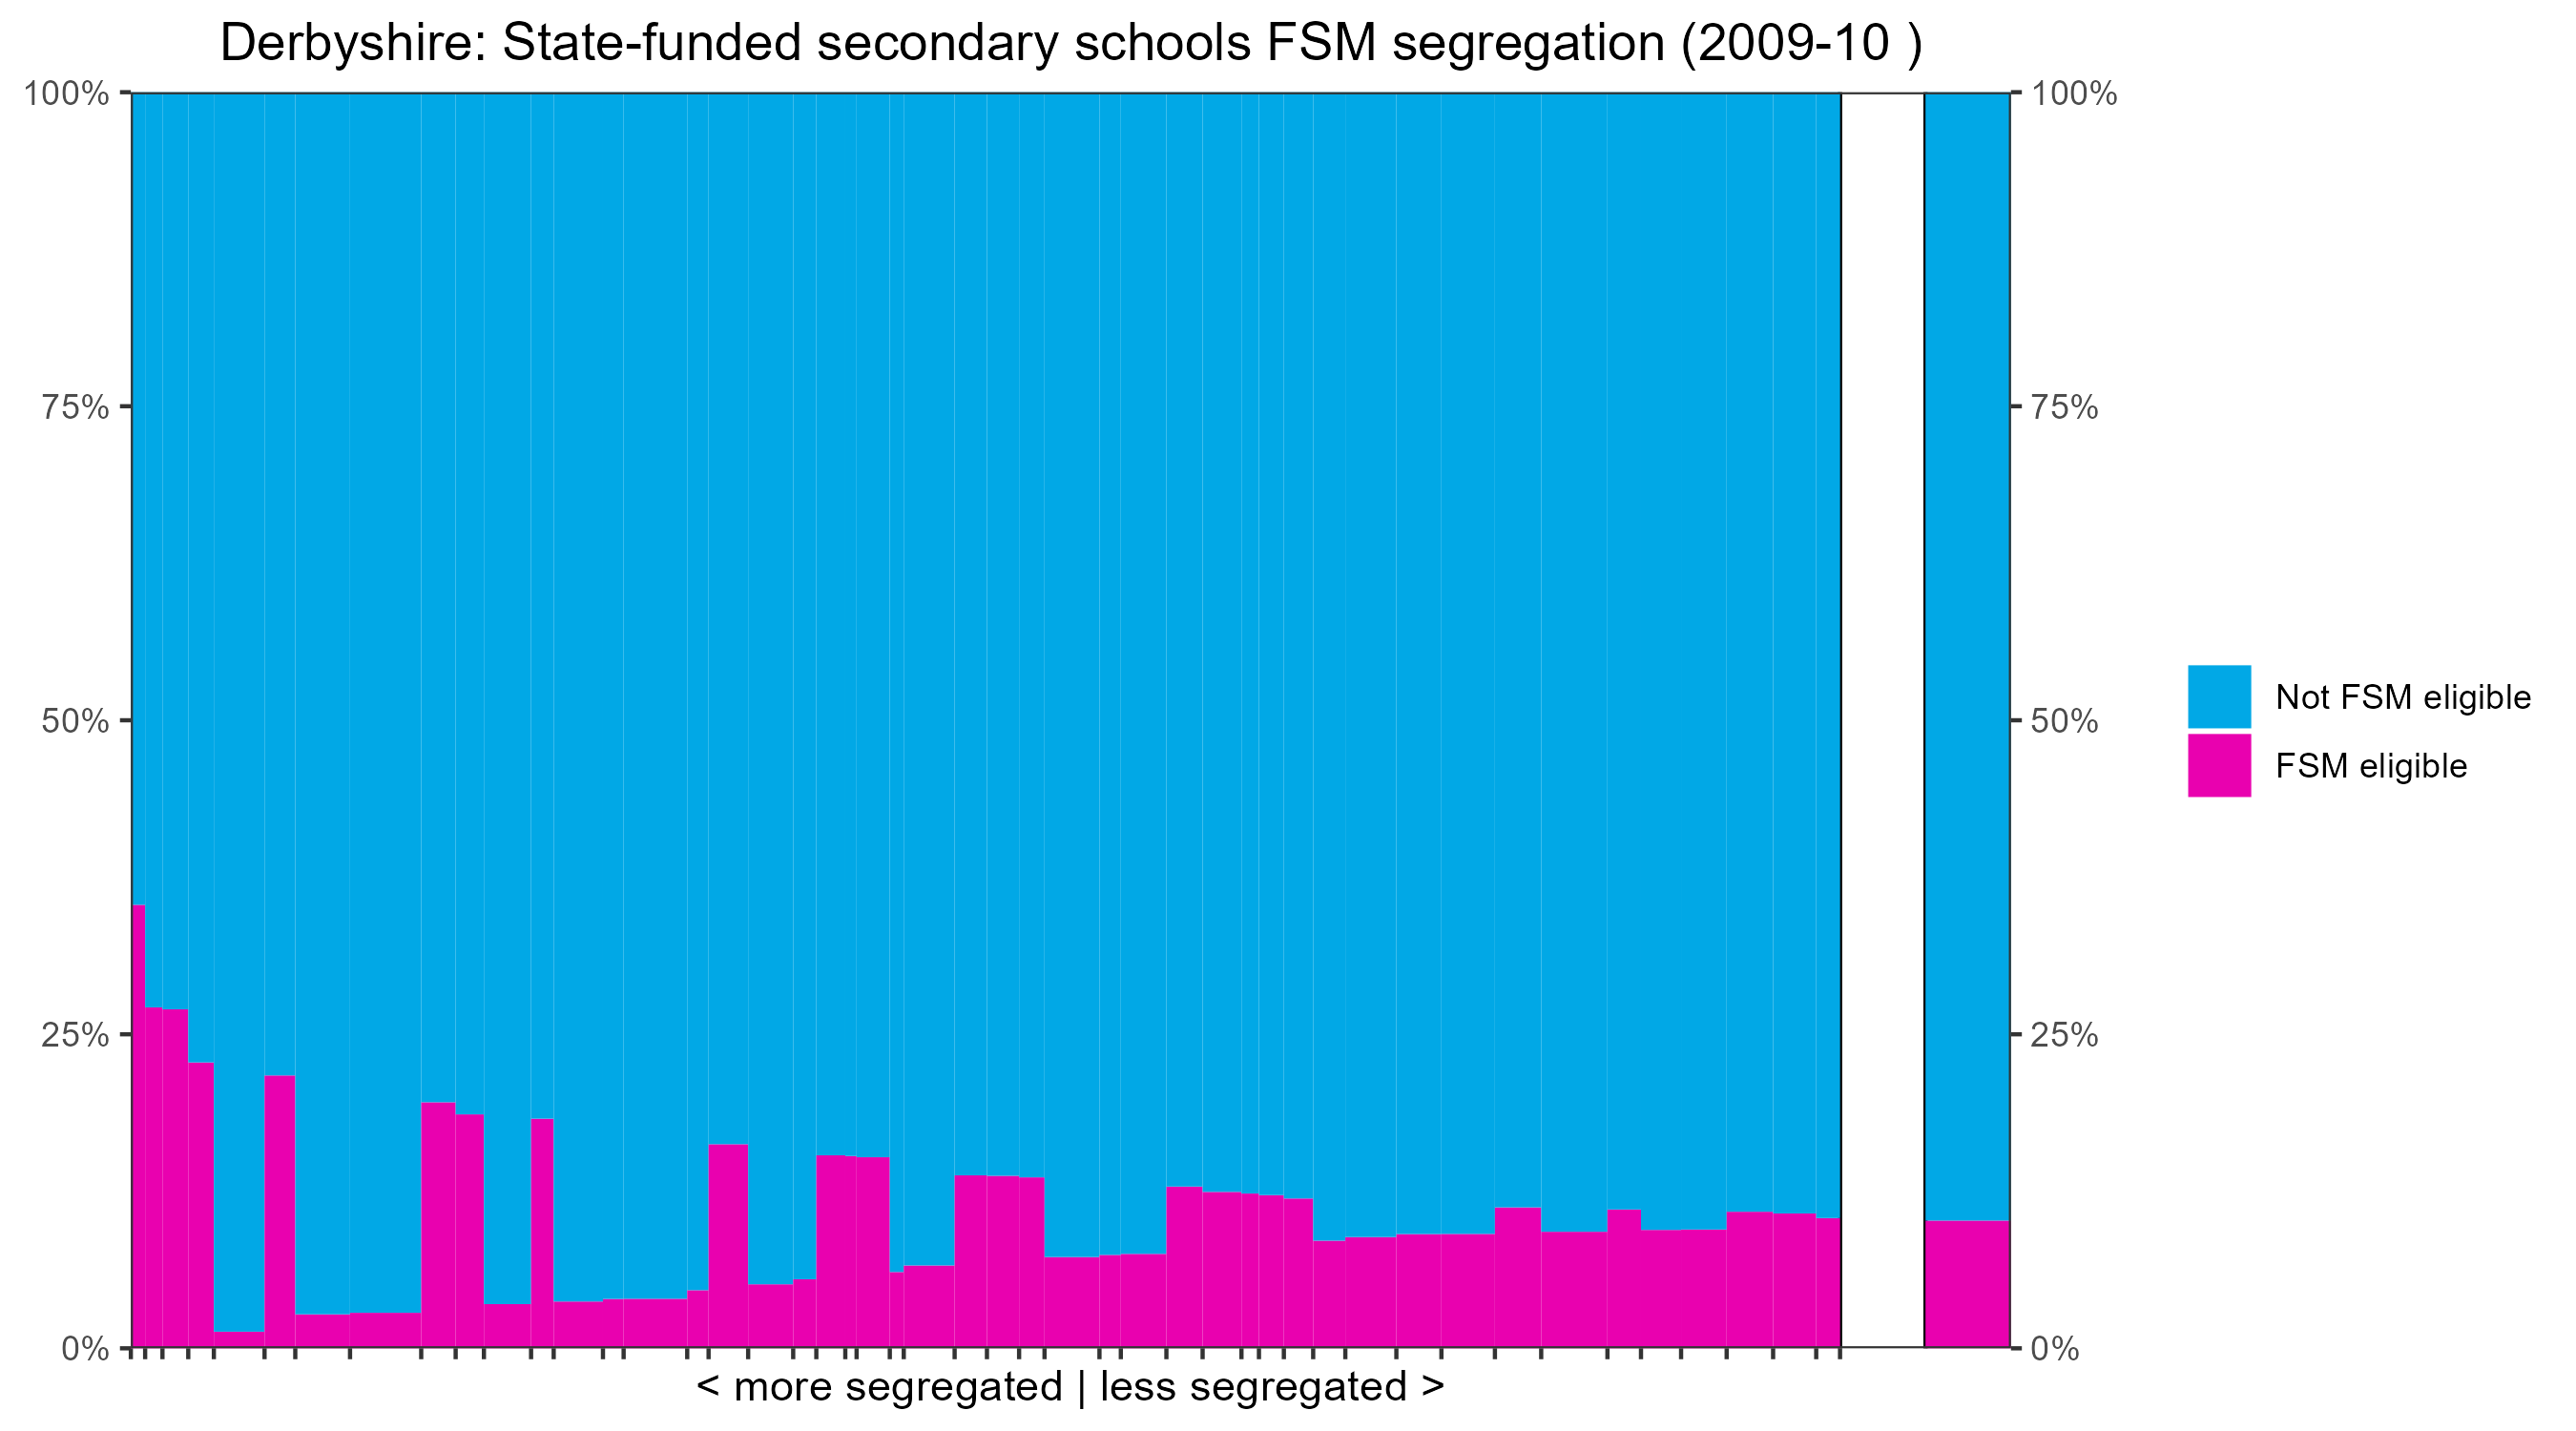 Derbyshire: State-funded secondary schools FSM segregation (2009-10 )
100%
75%
50%
25%
0%
100%
75%
50%
25%
0%
Not FSM eligible
FSM eligible
< more segregated | less segregated >